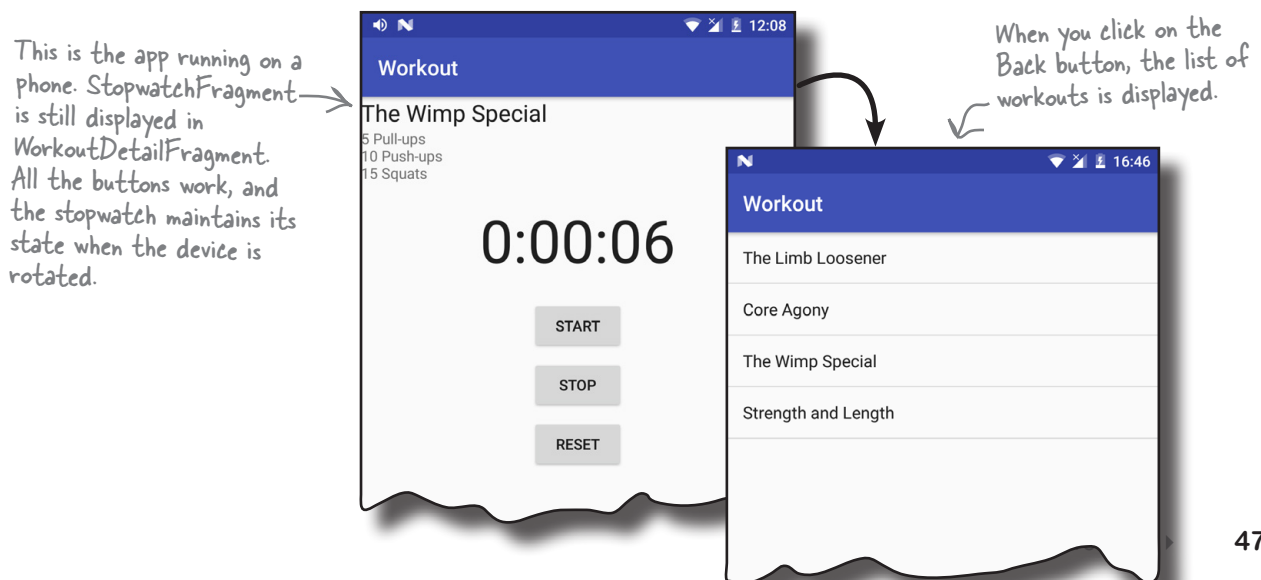 This is the app running on a
phone. StopwatchFragment
is still displayed in
WorkoutDetailFragment.
All the buttons work, and
the stopwatch maintains its
state when the device is
rotated.
12:08
Workout
The Wimp Special
5 Pull-ups
10 Push-ups
15 Squats
0:00:06
START
STOP
RESET
When you click on the
Back button, the list of
workouts is displayed.
16:46
Workout
The Limb Loosener
Core Agony
The Wimp Special
Strength and Length
47